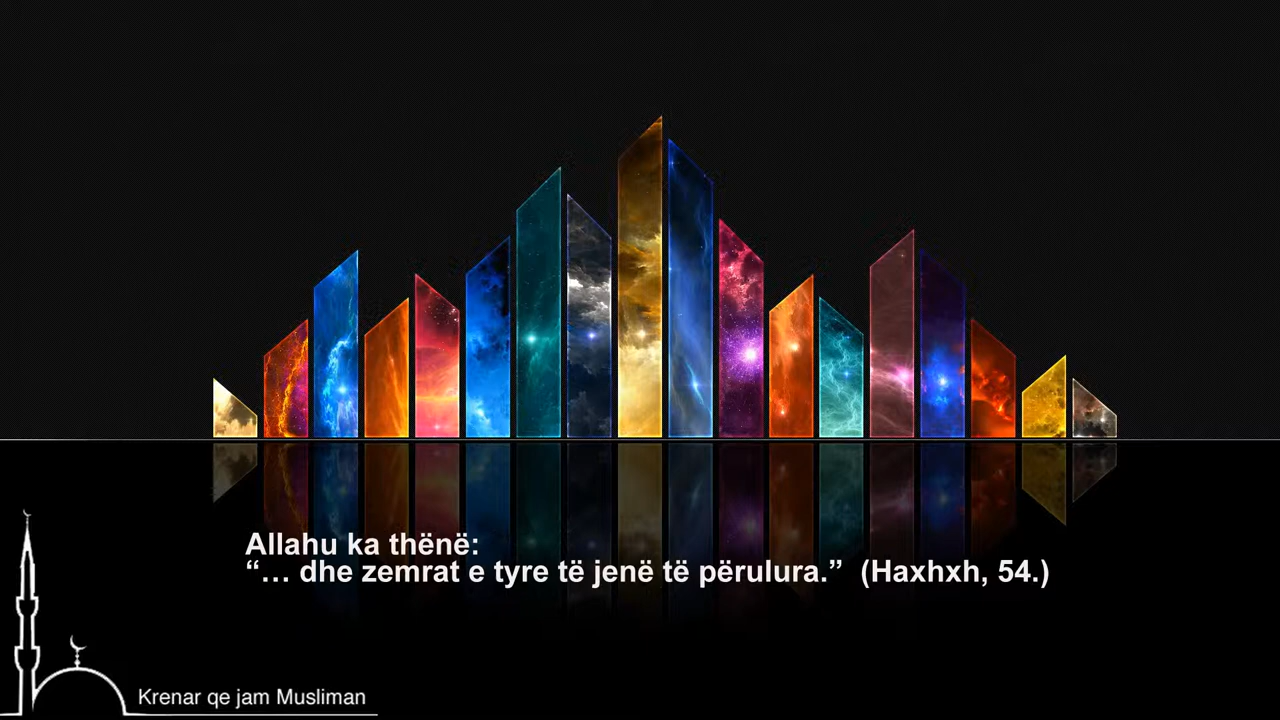 Allahu ka thënë:
“… dhe zemrat e tyre të jenë të përulura.” (Haxhxh, 54.)
Krenar qe jam Musliman